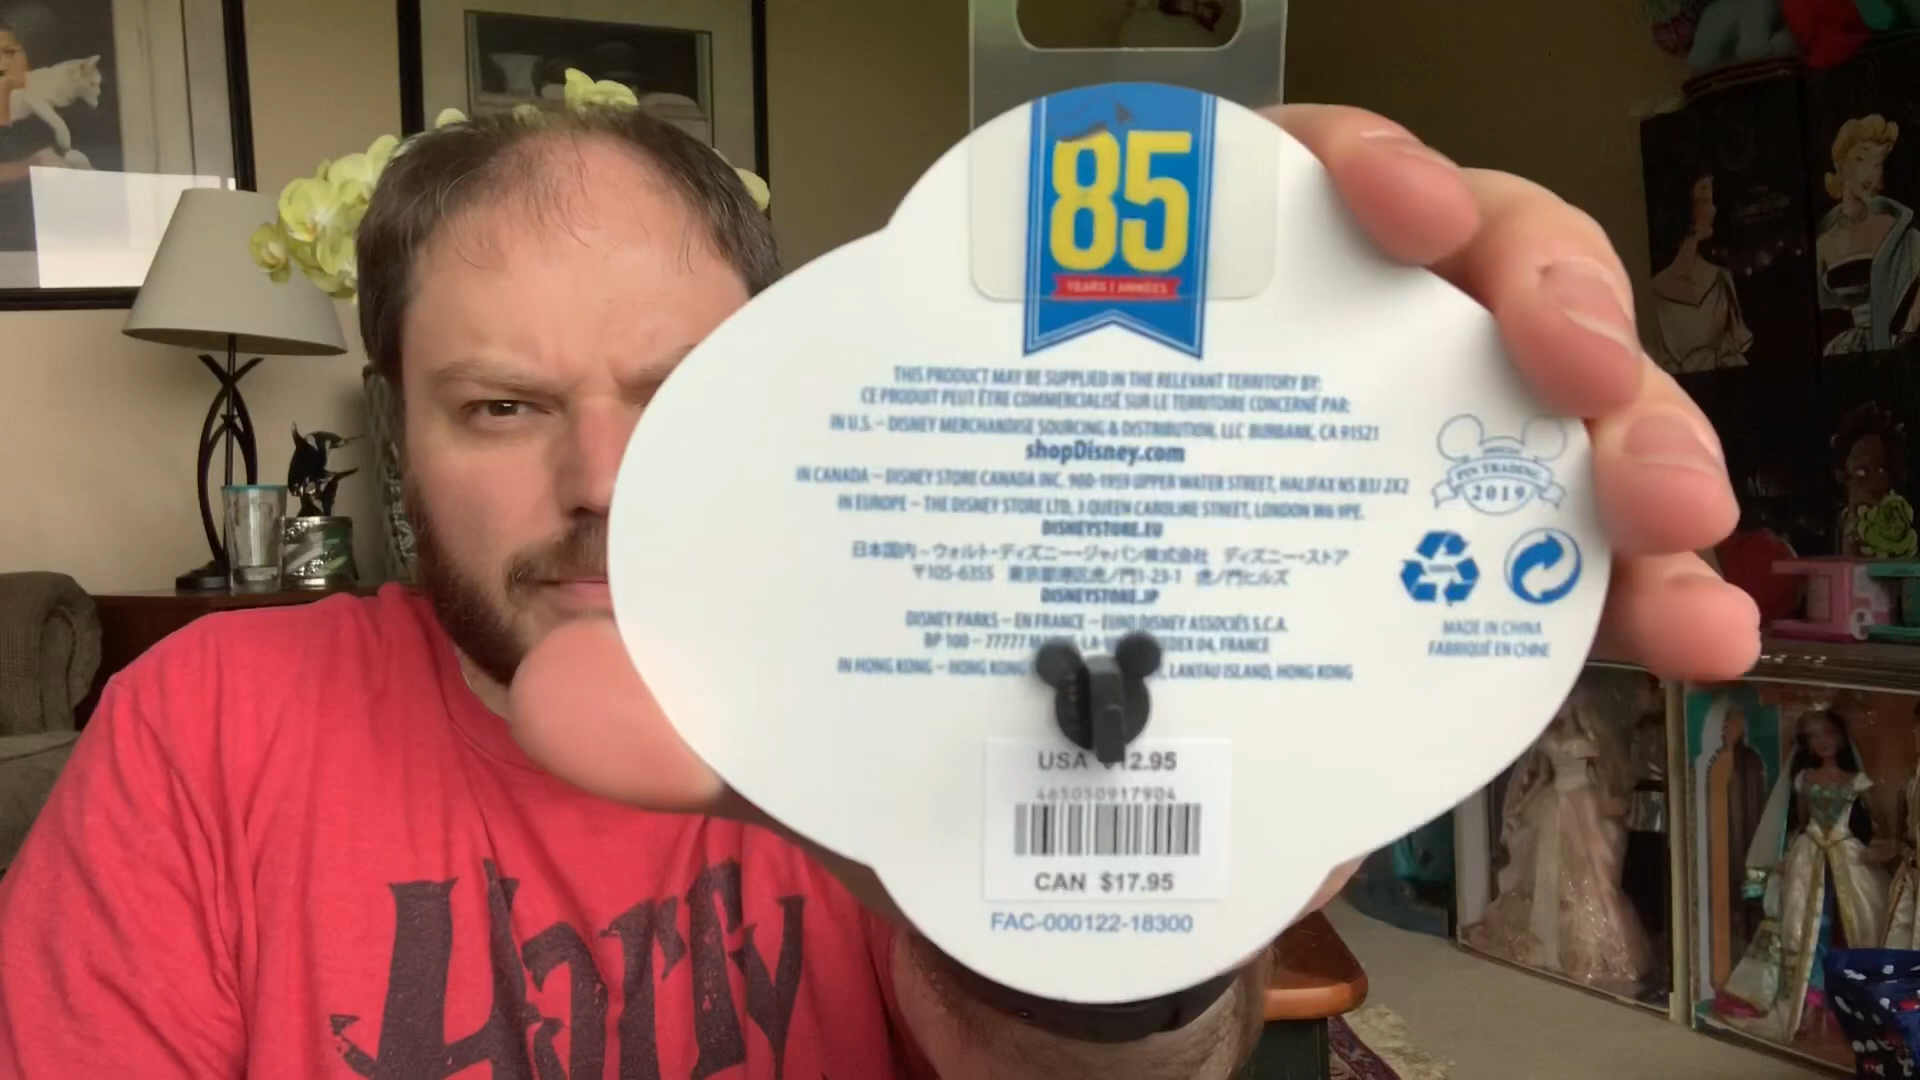 85
YEARS | ANNÉES
THIS PRODUCT MAY BE SUPPLIED IN THE RELEVANT TERRITORY BY:
CE PRODUIT PEUT ÊTRE COMMERCIALISÉ SUR LE TERRITOIRE CONCERNÉ PAR:
IN U.S. – DISNEY MERCHANDISE SOURCING & DISTRIBUTION, LLC BURBANK, CA 91521
shopDisney.com
IN CANADA – DISNEY STORE CANADA INC. 900-1959 UPPER WATER STREET, HALIFAX NS B3J 2X2
IN EUROPE – THE DISNEY STORE LTD, 3 QUEEN CAROLINE STREET, LONDON W6 9PE.
DISNEYSTORE.EU
日本国内 – ウォルト・ディズニー・ジャパン株式会社 ディズニー・ストア
〒105-6355 東京都港区虎ノ門1-23-1 虎ノ門ヒルズ
DISNEYSTORE.JP
DISNEY PARKS – EN FRANCE – EURO DISNEY ASSOCIÉS S.C.A.
BP 100 – 77777 04, FRANCE
IN HONG KONG – HONG KONG LANTAU ISLAND, HONG KONG
PIN TRADING
2019
MADE IN CHINA
FABRIQUÉ EN CHINE
USA 12.95
465050917904
CAN $17.95
FAC-000122-18300
Harry